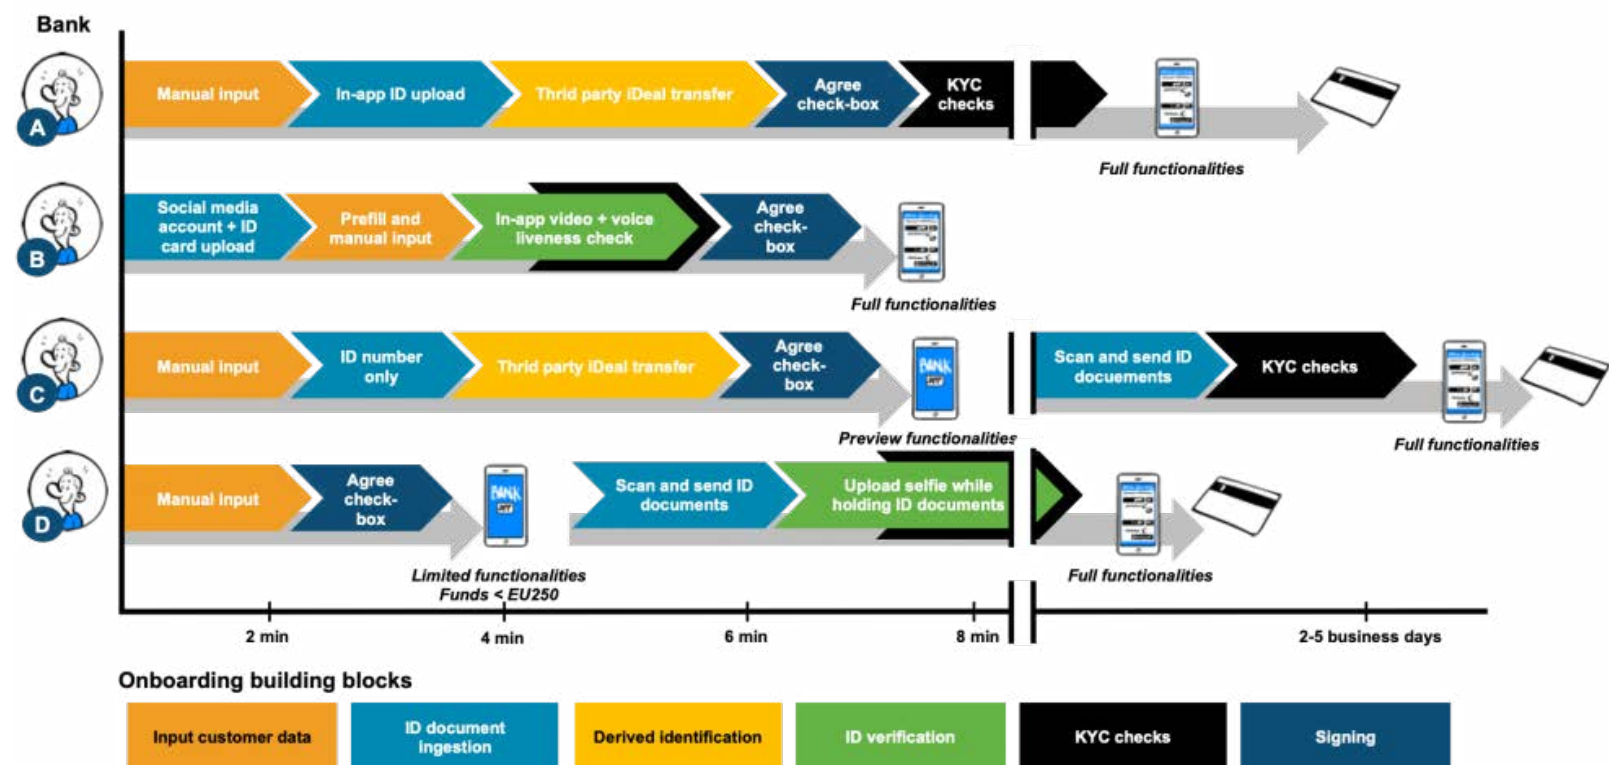 Bank
A
Manual input
In-app ID upload
Thrid party iDeal transfer
Agree
check-box
KYC
checks
Full functionalities
B
Social media
account + ID
card upload
Prefill and
manual input
In-app video + voice
liveness check
Agree
check-
box
Full functionalities
C
Manual input
ID number
only
Thrid party iDeal transfer
Agree
check-
box
BANK
Preview functionalities
Scan and send ID
docuements
KYC checks
Full functionalities
D
Manual input
Agree
check-
box
BANK
Limited functionalities
Funds < EU250
Scan and send ID
documents
Upload selfie while
holding ID documents
Full functionalities
2 min
4 min
6 min
8 min
2-5 business days
Onboarding building blocks
Input customer data
ID document
ingestion
Derived identification
ID verification
KYC checks
Signing